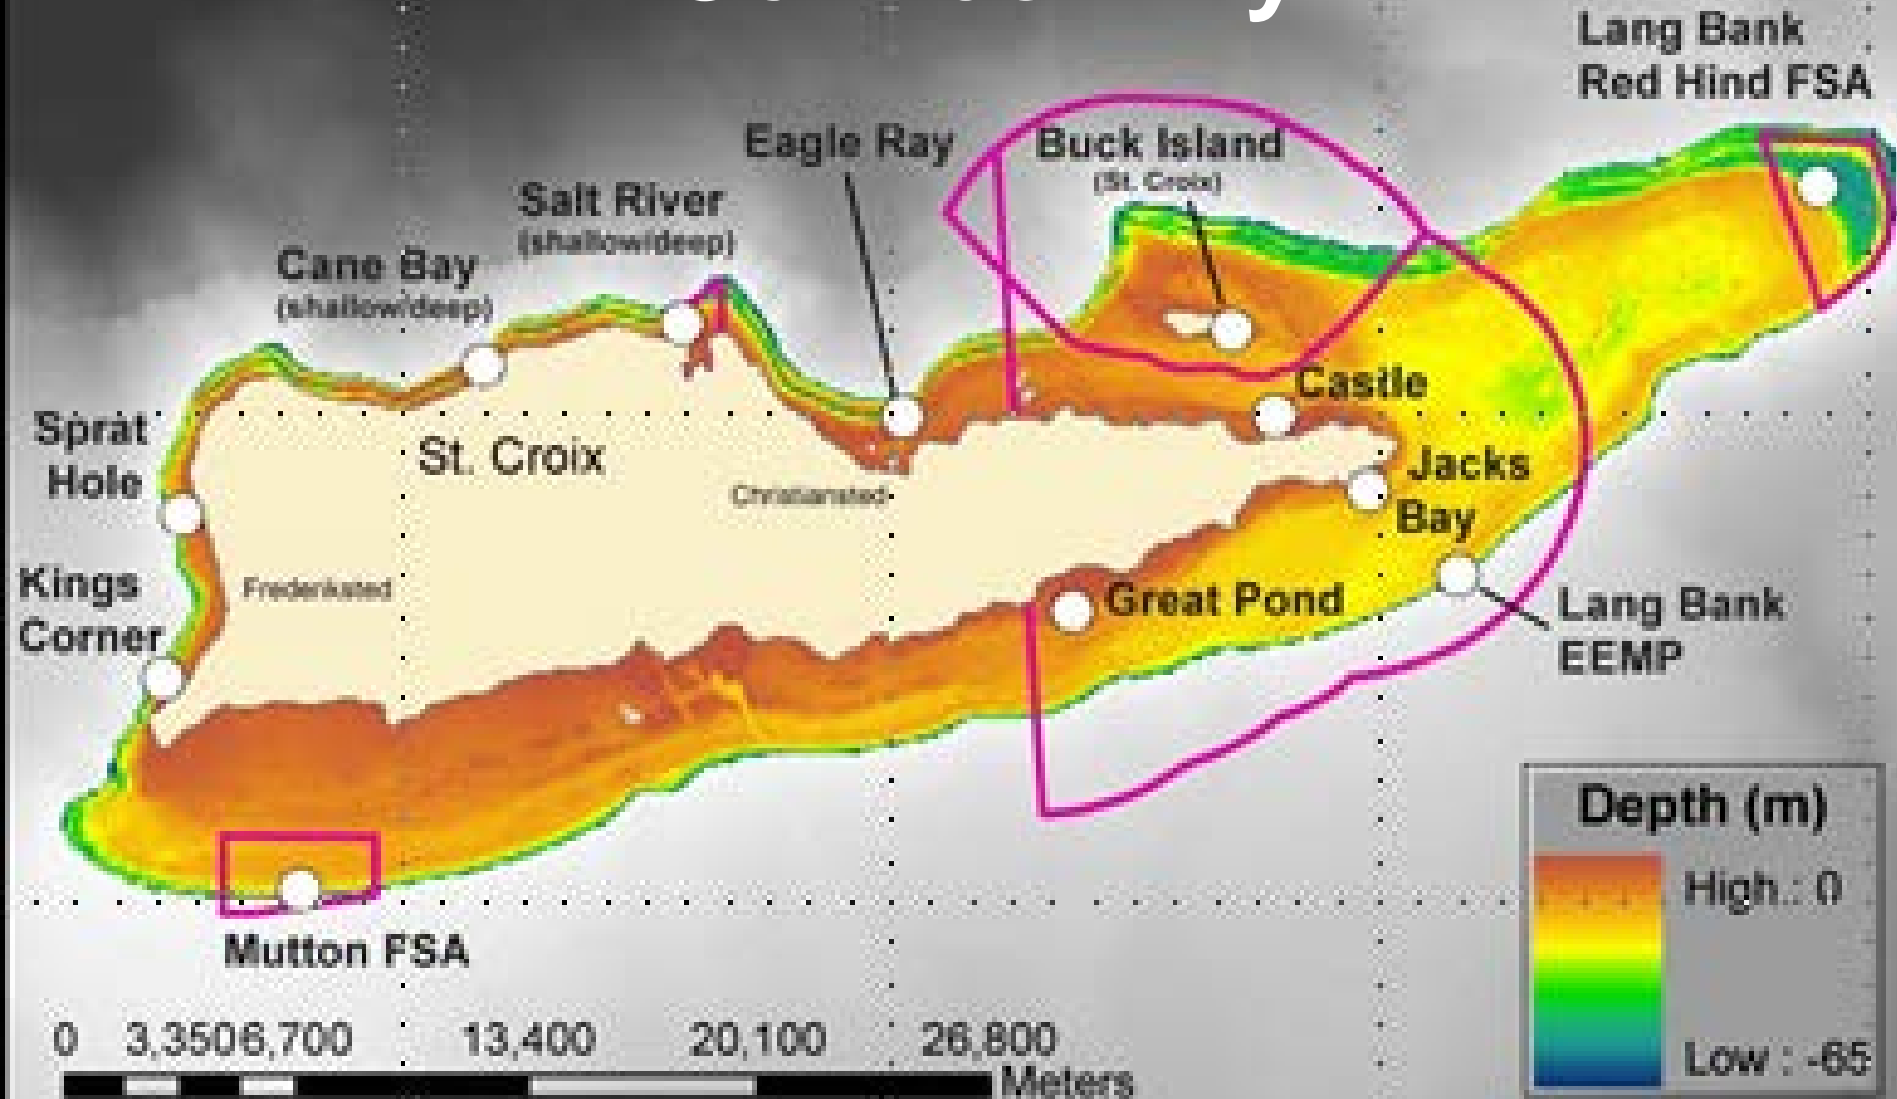 Lang Bank
Red Hind FSA
Eagle Ray
Buck Island
(St. Croix)
Salt River
(shallow/deep)
Cane Bay
(shallow/deep)
Castle
Sprat
Hole
St. Croix
Jacks
Bay
Christiansted
Kings
Corner
Frederiksted
Great Pond
Lang Bank
EEMP
Mutton FSA
Depth (m)
High : 0
Low : -65
0 3,350 6,700 13,400 20,100 26,800
Meters